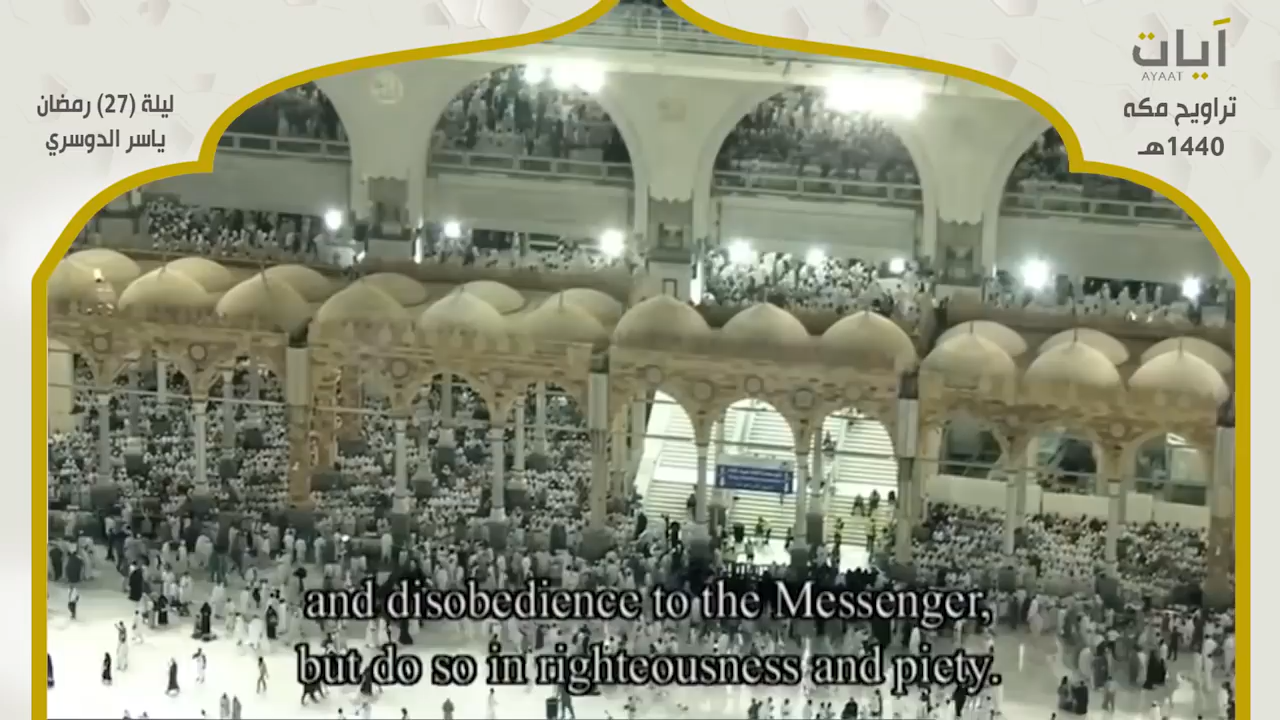 آيات
AYAAT
تراويح مكه
1440هـ
ليلة (27) رمضان
ياسر الدوسري
and disobedience to the Messenger,
but do so in righteousness and piety.